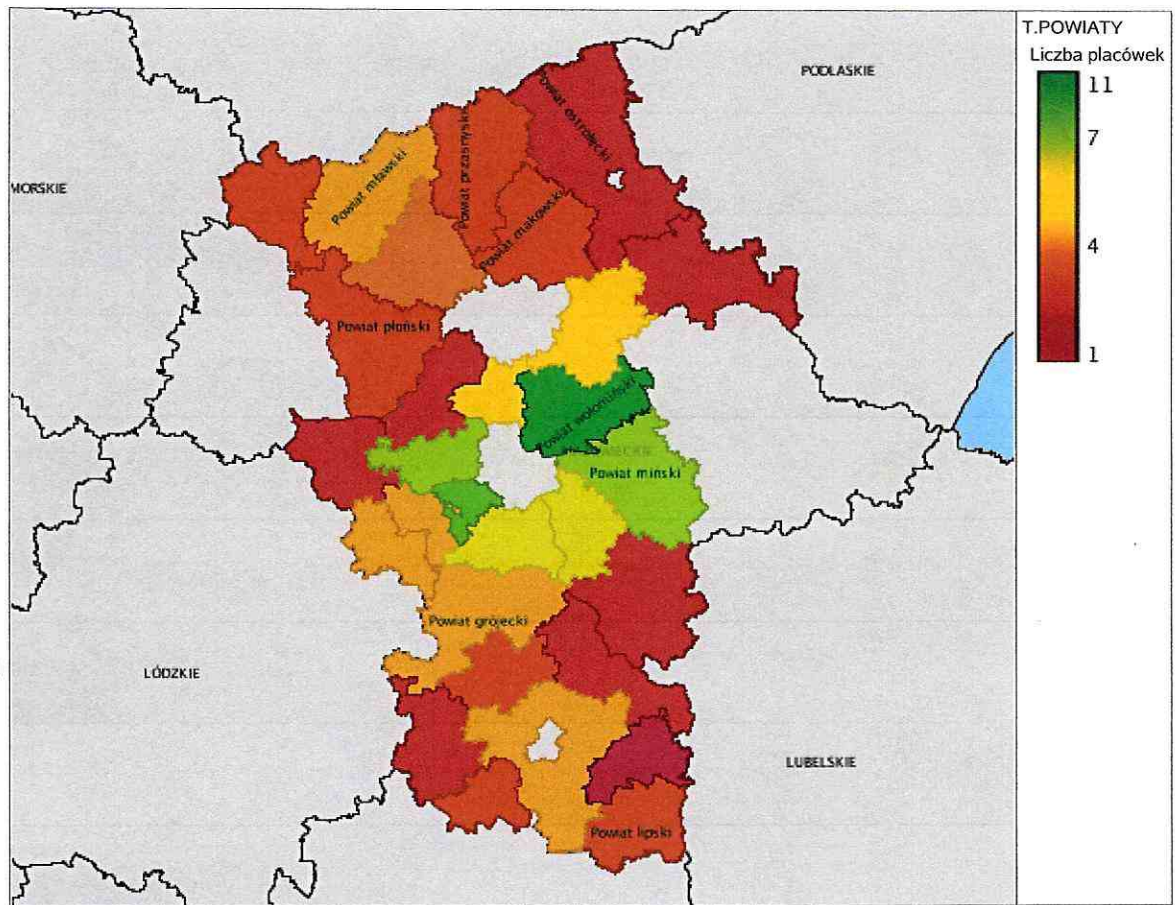 T.POWIATY
Liczba placówek
11
7
4
1
PODLASKIE
MORSKIE
Powiat ostrołęcki
Powiat przasnyski
Powiat mławski
Powiat makowski
Powiat płoński
Powiat wołomiński
Powiat miński
Powiat grójecki
ŁÓDZKIE
LUBELSKIE
Powiat lipski